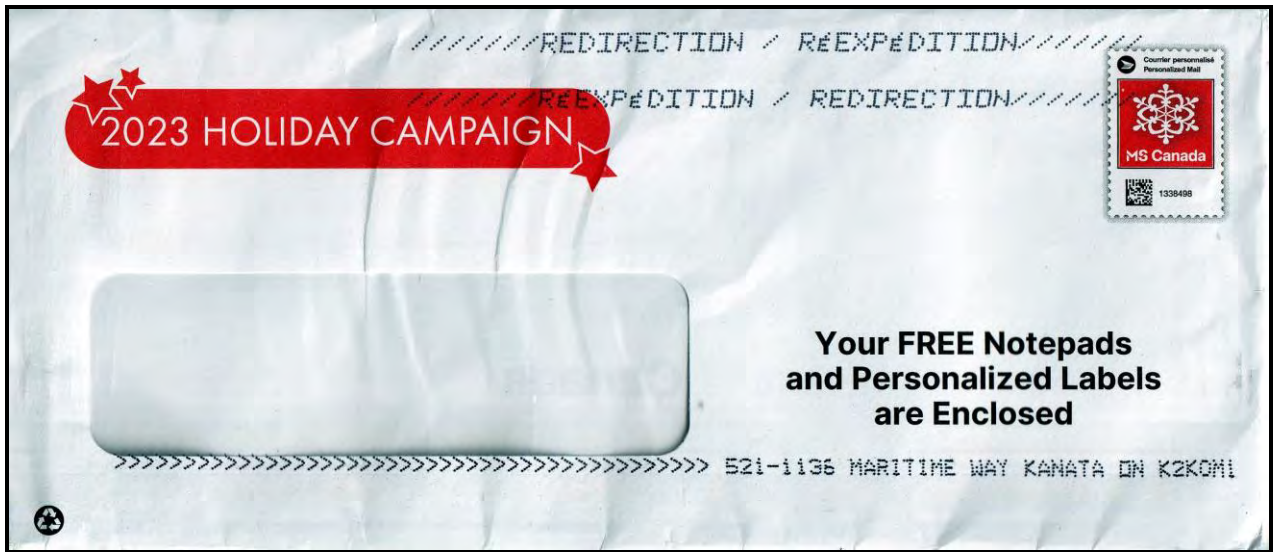 ///////REDIRECTION / RÉEXPÉDITION///////
///////RÉEXPÉDITION / REDIRECTION///////
Courrier personnalisé
Personalized Mail
2023 HOLIDAY CAMPAIGN
MS Canada
1338498
Your FREE Notepads
and Personalized Labels
are Enclosed
>>>>>>>>>>>>>>>>>>>>>>>>>>>>>>>>>>>>>>>>>>> 521-1136 MARITIME WAY KANATA ON K2K0M1